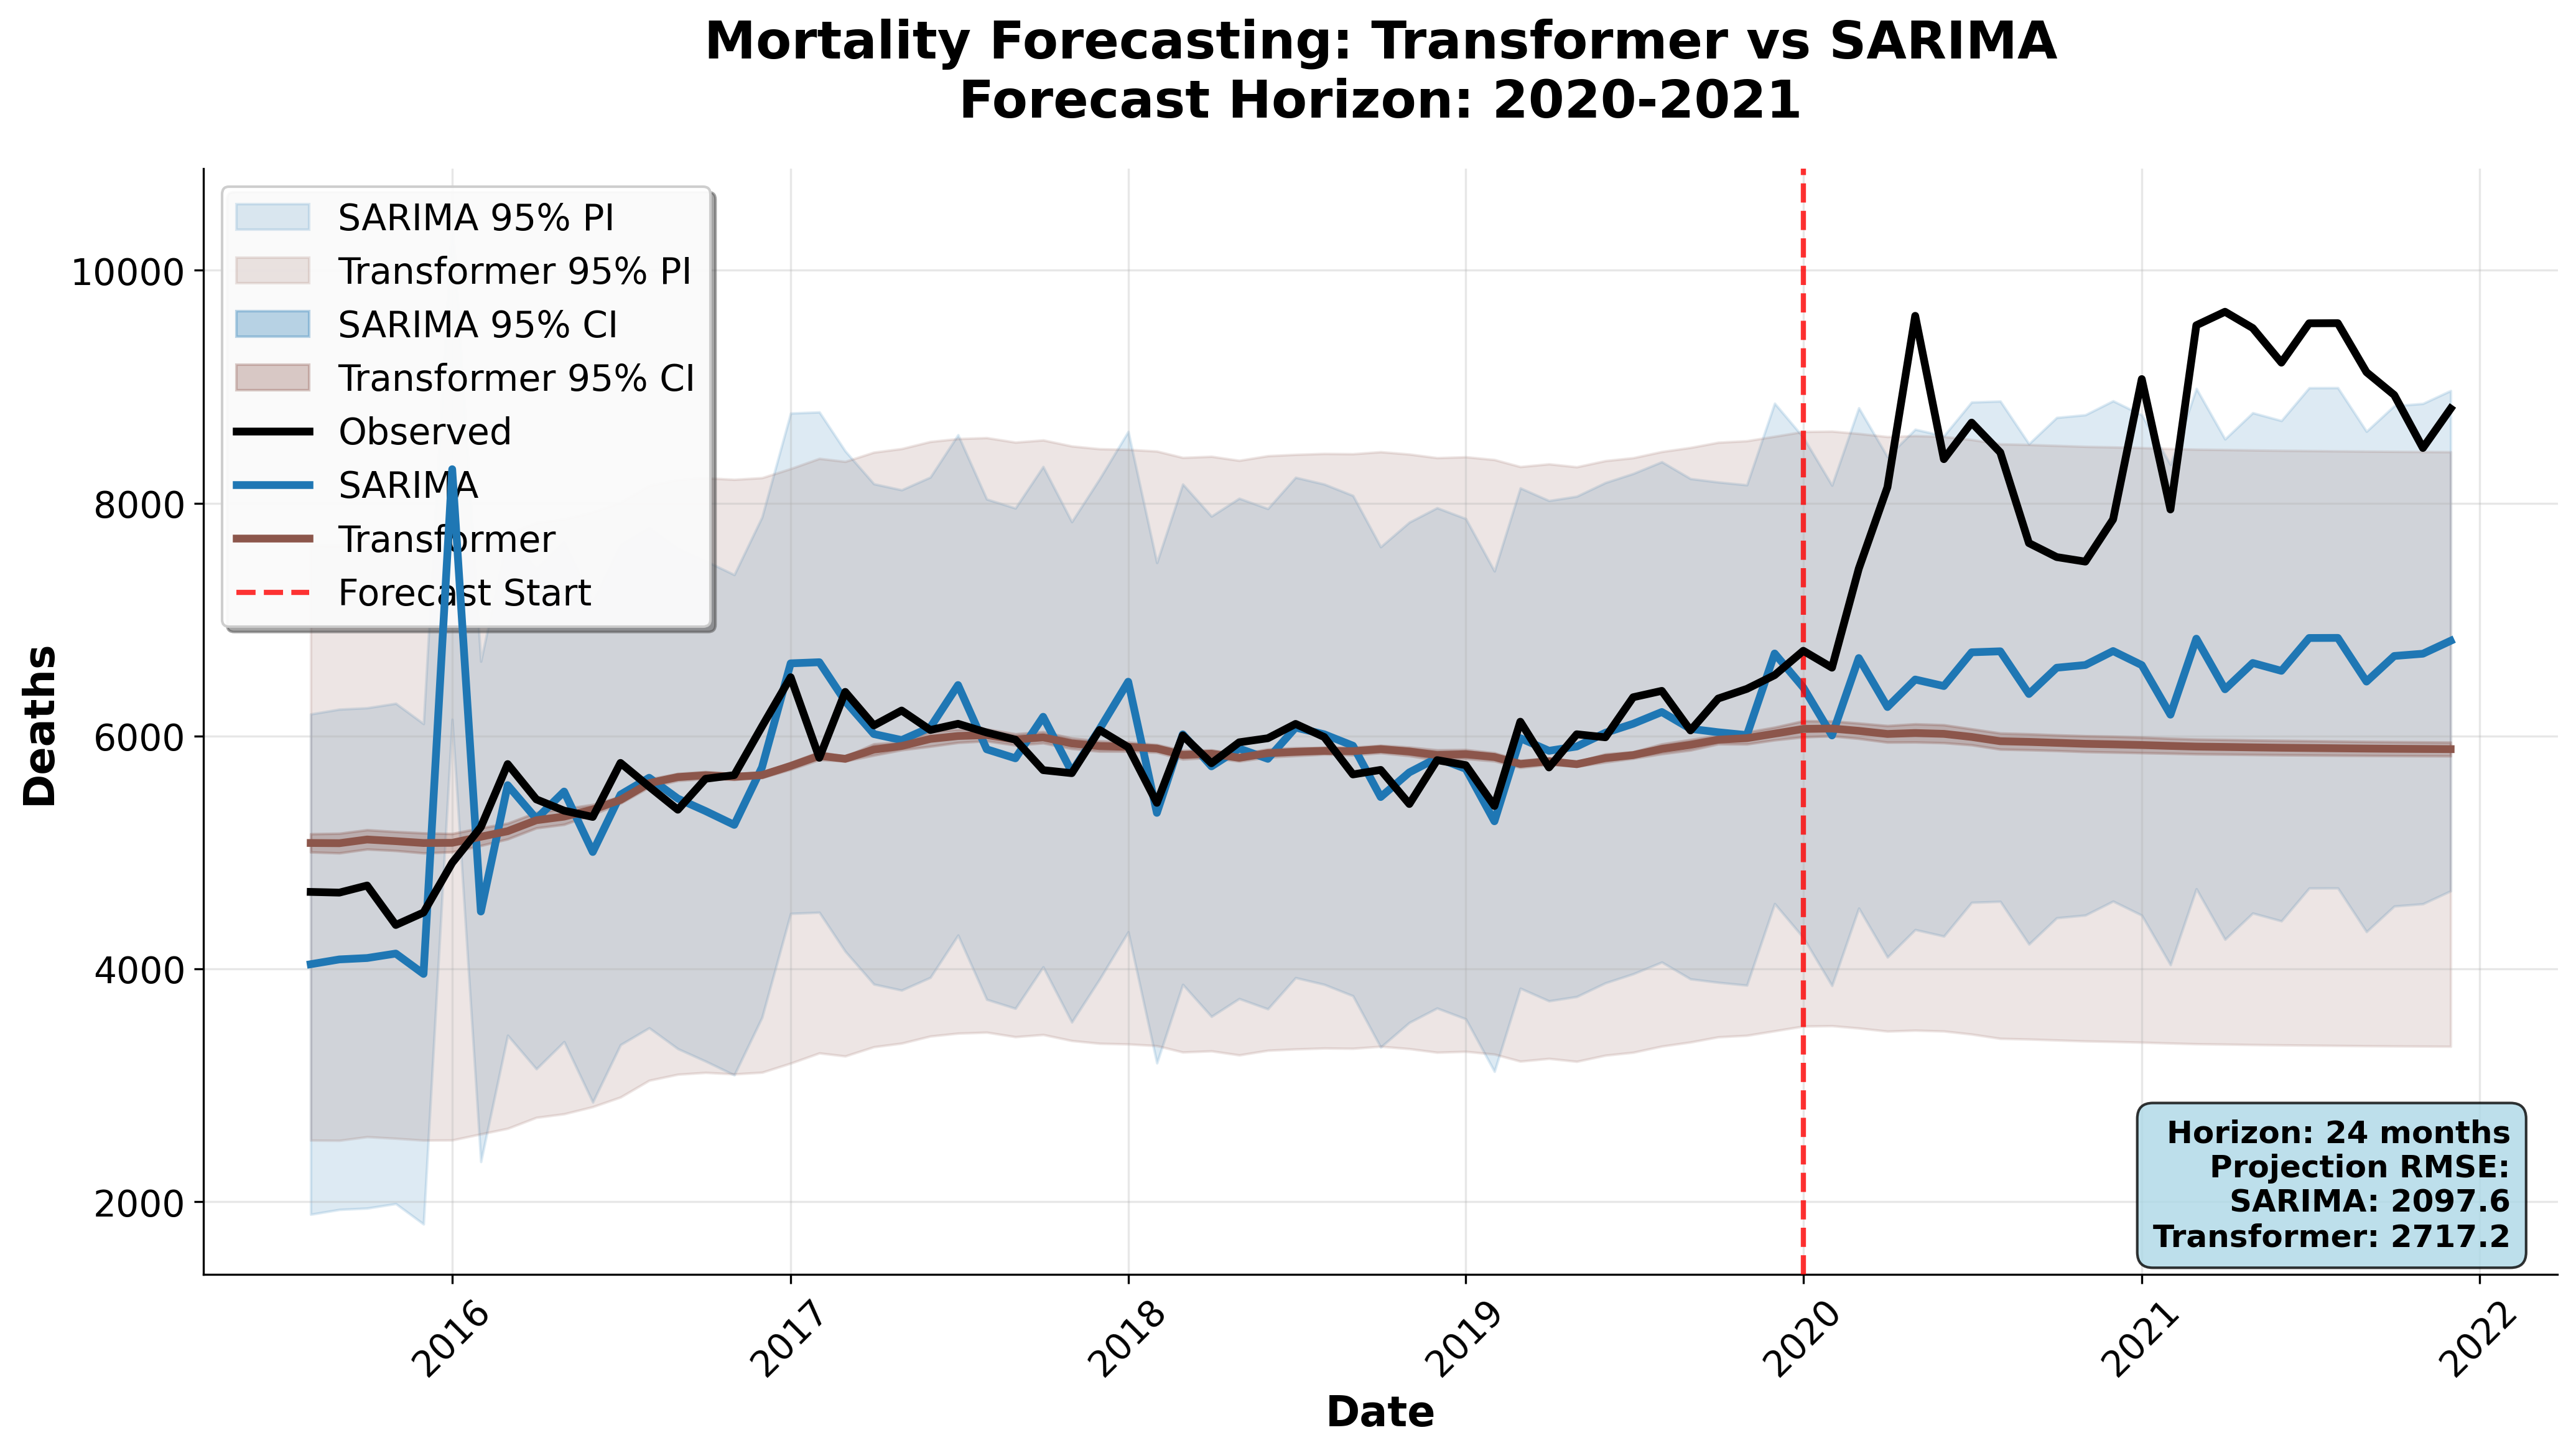 Mortality Forecasting: Transformer vs SARIMA
Forecast Horizon: 2020-2021
SARIMA 95% PI
Transformer 95% PI
SARIMA 95% CI
Transformer 95% CI
Observed
SARIMA
Transformer
Forecast Start
Deaths
10000
8000
6000
4000
2000
Horizon: 24 months
Projection RMSE:
SARIMA: 2097.6
Transformer: 2717.2
2016
2017
2018
2019
2020
2021
2022
Date